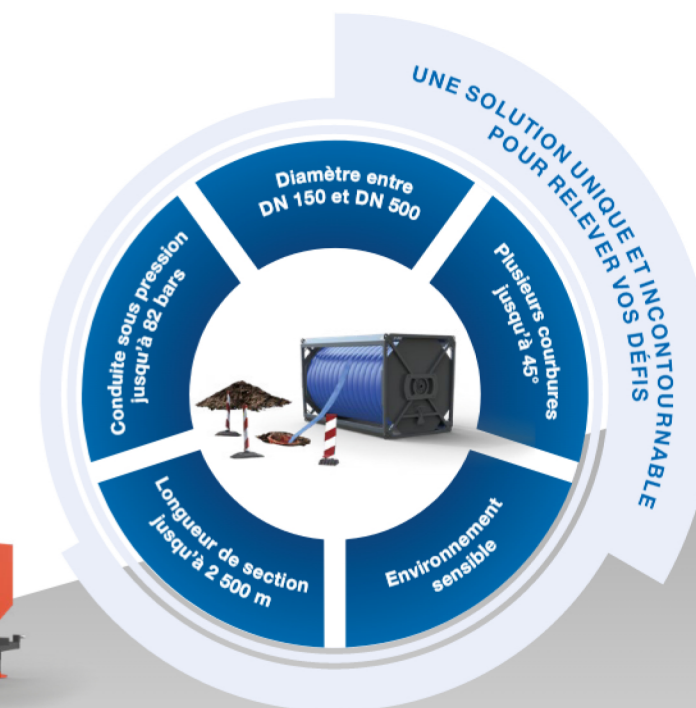 UNE SOLUTION UNIQUE ET INCONTOURNABLE
POUR RELEVER VOS DÉFIS
Diamètre entre
DN 150 et DN 500
Plusieurs courbures
jusqu'à 45°
Environnement
sensible
Longueur de section
jusqu'à 2 500 m
Conduite sous pression
jusqu'à 82 bars